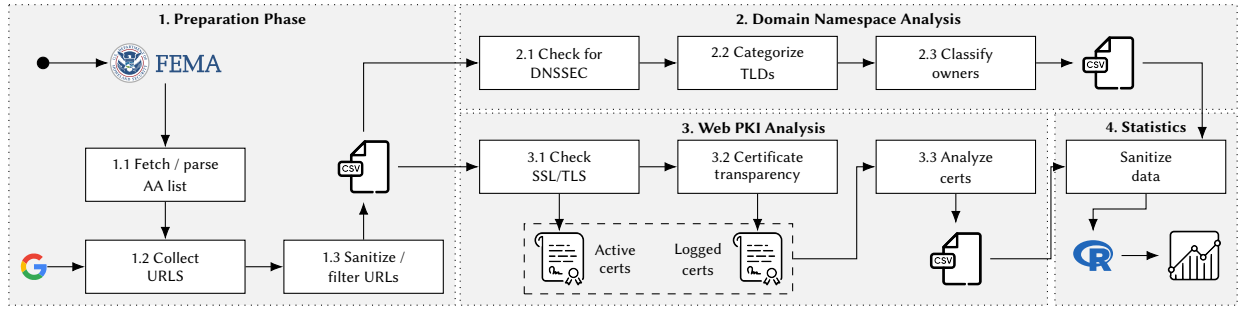 1. Preparation Phase
FEMA
1.1 Fetch / parse
AA list
1.2 Collect
URLS
1.3 Sanitize /
filter URLs
CSV
2. Domain Namespace Analysis
2.1 Check for
DNSSEC
2.2 Categorize
TLDs
2.3 Classify
owners
CSV
3. Web PKI Analysis
3.1 Check
SSL/TLS
3.2 Certificate
transparency
3.3 Analyze
certs
Active
certs
Logged
certs
CSV
4. Statistics
Sanitize
data
R